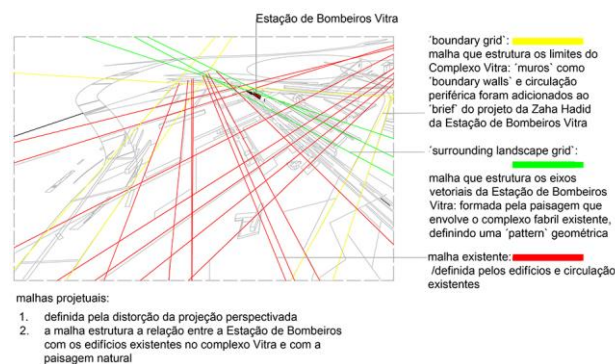 Estação de Bombeiros Vitra
´boundary grid`:
malha que estrutura os limites do
Complexo Vitra: ´muros` como
´boundary walls` e circulação
periférica foram adicionados ao
´brief` do projeto da Zaha Hadid
da Estação de Bombeiros Vitra
´surrounding landscape grid`:
malha que estrutura os eixos
vetoriais da Estação de Bombeiros
Vitra: formada pela paisagem que
envolve o complexo fabril existente,
definindo uma ´pattern` geométrica
malha existente:
/definida pelos edifícios e circulação
existentes
malhas projetuais:
1. definida pela distorção da projeção perspectivada
2. a malha estrutura a relação entre a Estação de Bombeiros
com os edifícios existentes no complexo Vitra e com a
paisagem natural